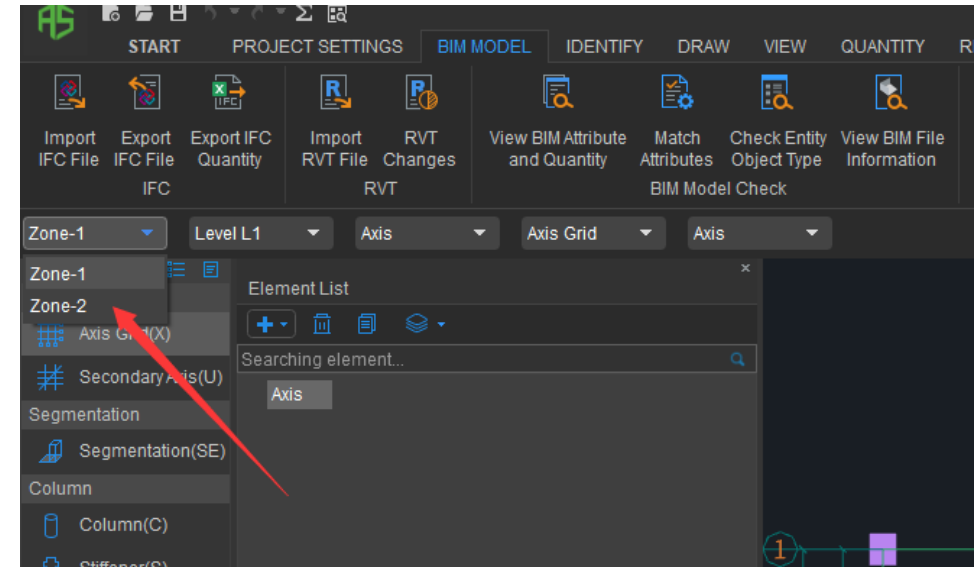 AS
START PROJECT SETTINGS BIM MODEL IDENTIFY DRAW VIEW QUANTITY R
Import IFC File
Export IFC File
Export IFC Quantity
IFC
Import RVT File
RVT Changes
RVT
View BIM Attribute and Quantity
Match Attributes
Check Entity Object Type
View BIM File Information
BIM Model Check
Zone-1 Level L1 Axis Axis Grid Axis
Zone-1
Zone-2
Axis Grid(X)
Secondary Axis(U)
Segmentation
Segmentation(SE)
Column
Column(C)
Stiffener(S)
Element List
Searching element...
Axis
1